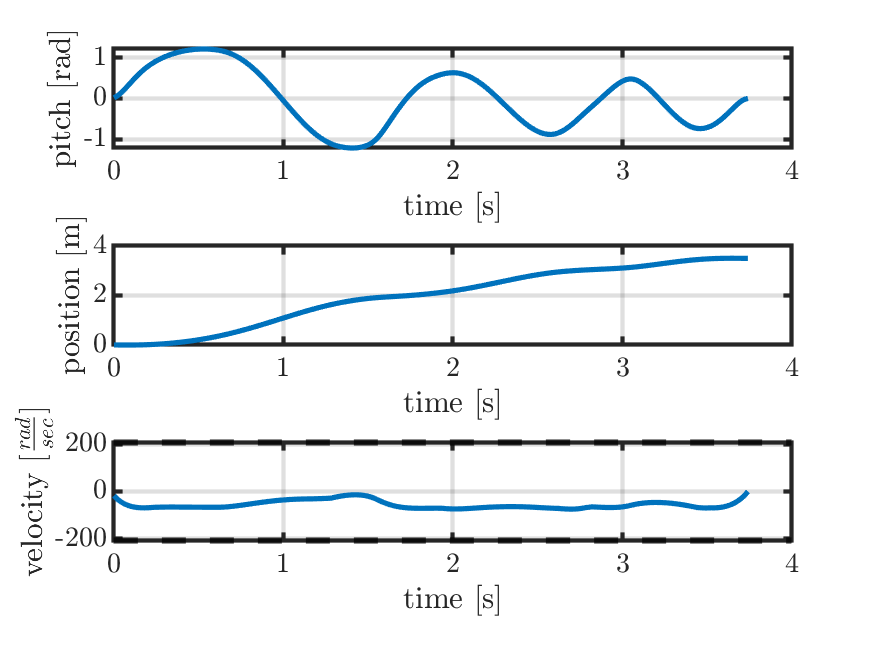 pitch [rad]
1
0
-1
0 1 2 3 4
time [s]
position [m]
4
2
0
0 1 2 3 4
time [s]
velocity [rad/sec]
200
0
-200
0 1 2 3 4
time [s]